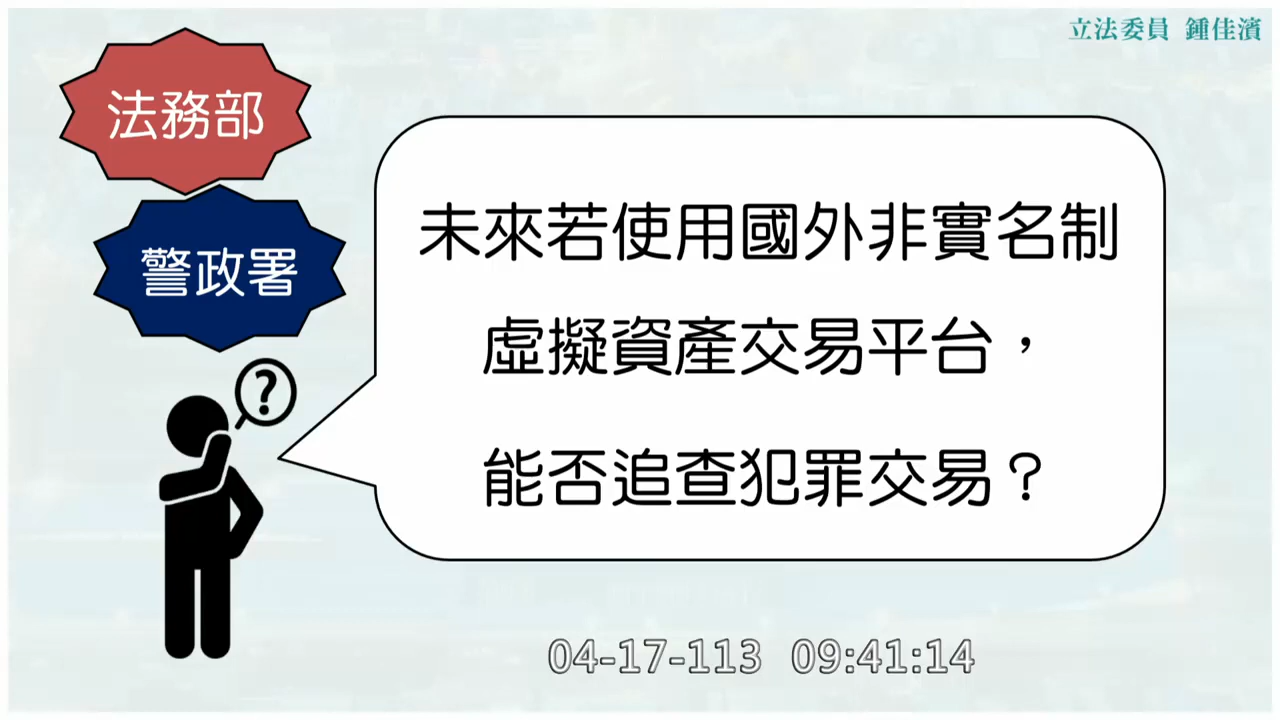 立法委員 鍾佳濱
法務部
警政署
?
未來若使用國外非實名制
虛擬資產交易平台，
能否追查犯罪交易？
04-17-113 09:41:14